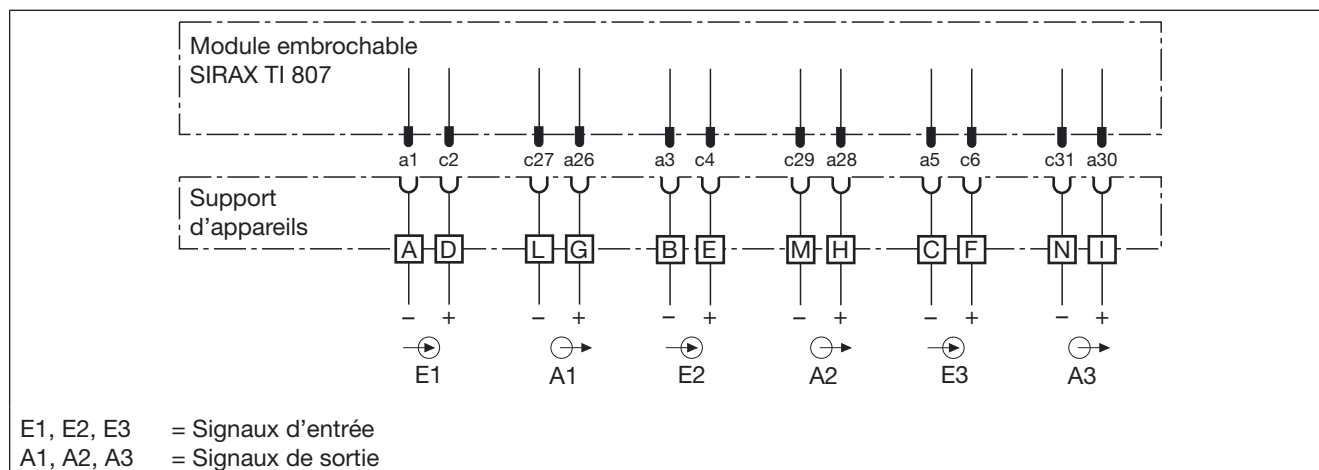 Module embrochable
SIRAX TI 807
a1 c2 c27 a26 a3 c4 c29 a28 a5 c6 c31 a30
Support
d’appareils
A D L G B E M H C F N I
– + – + – + – + – + – +
E1 A1 E2 A2 E3 A3
E1, E2, E3 = Signaux d’entrée
A1, A2, A3 = Signaux de sortie